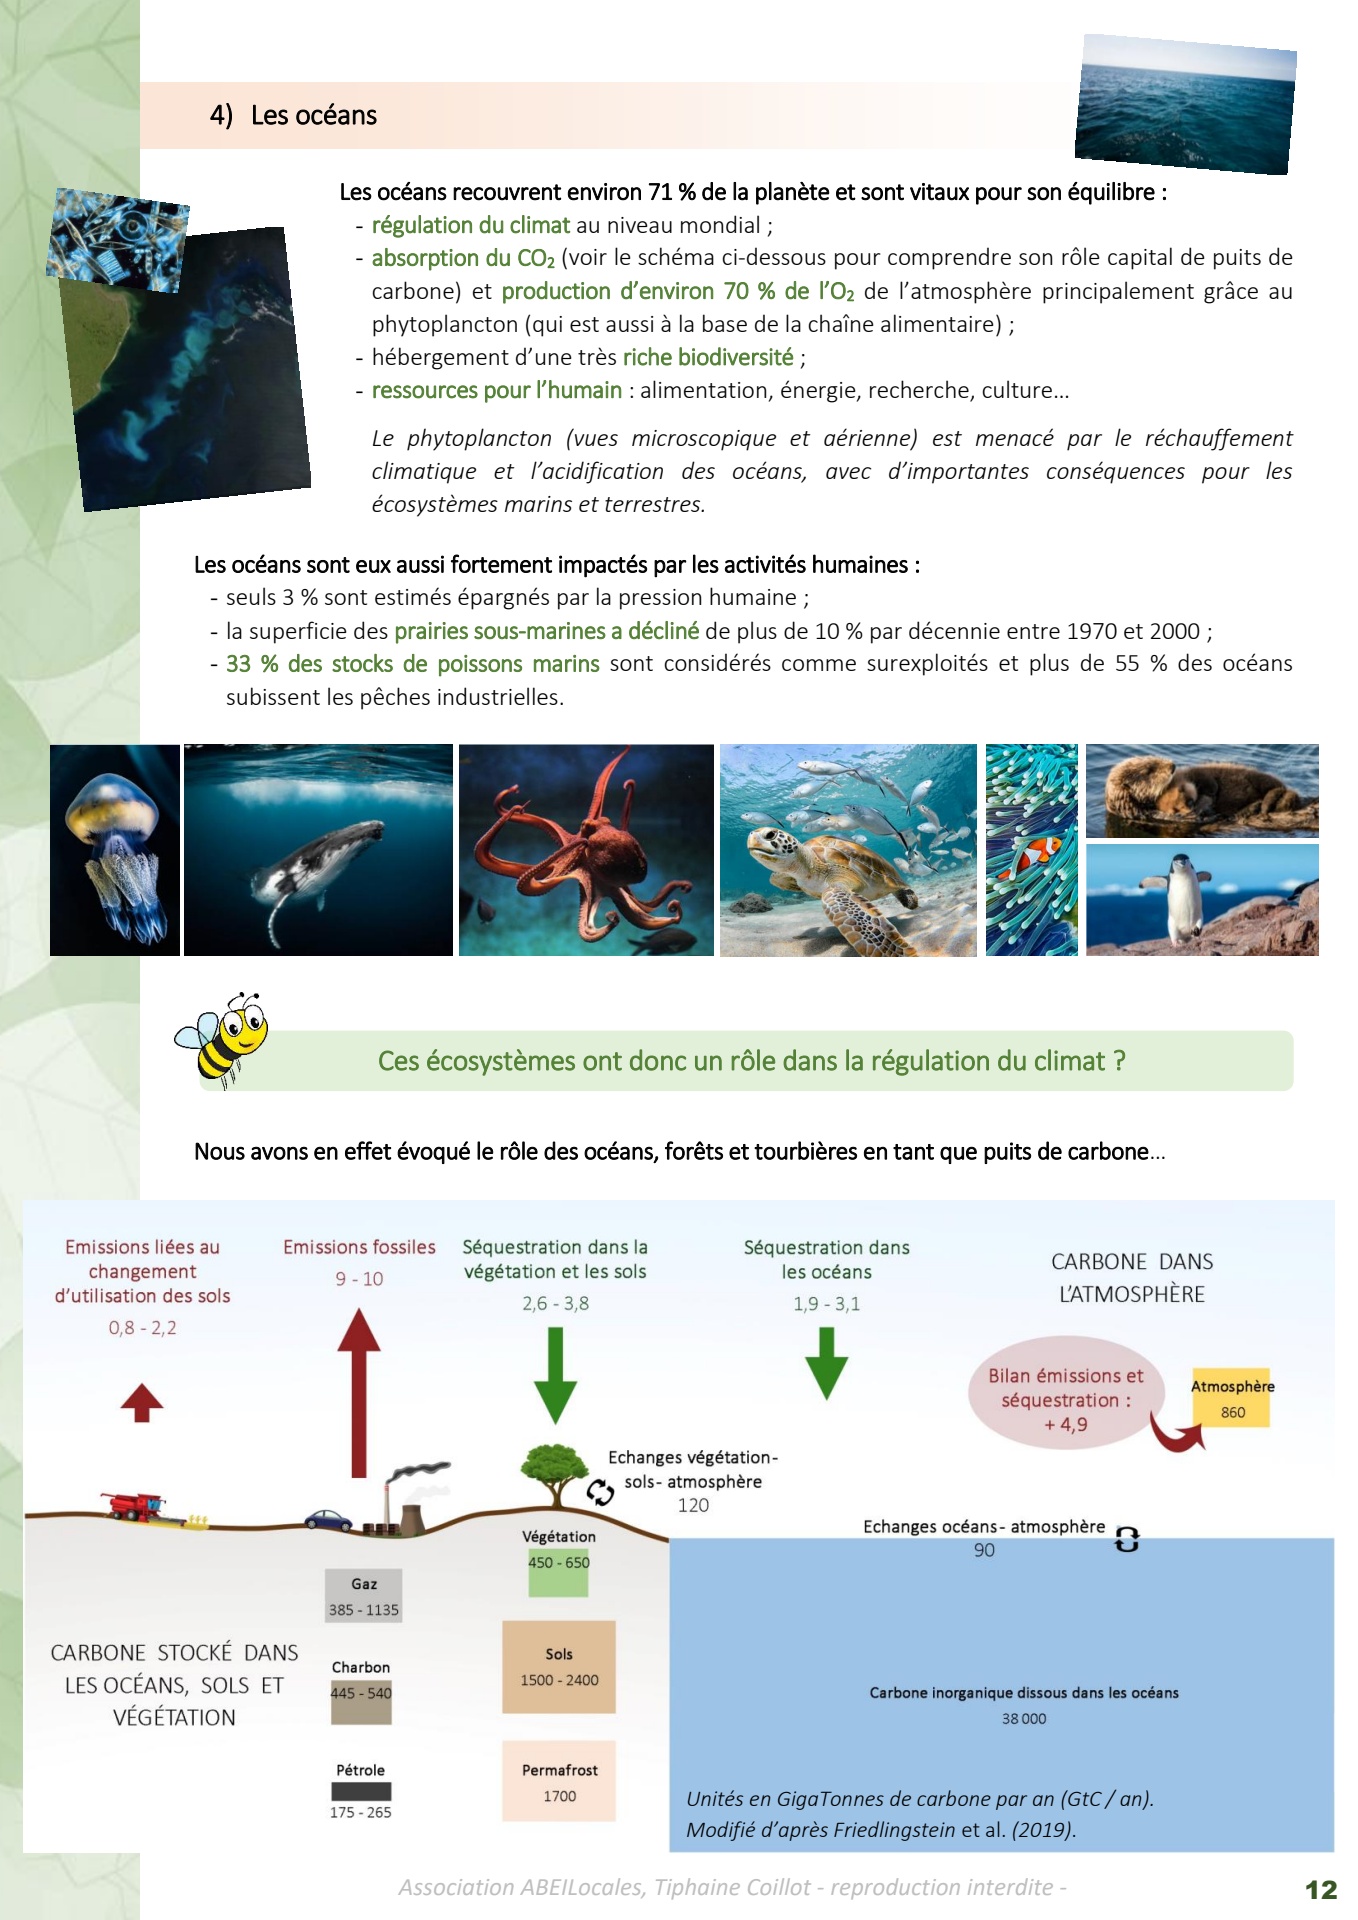 4) Les océans
Les océans recouvrent environ 71 % de la planète et sont vitaux pour son équilibre :
- régulation du climat au niveau mondial ;
- absorption du CO₂ (voir le schéma ci-dessous pour comprendre son rôle capital de puits de
carbone) et production d’environ 70 % de l’O₂ de l’atmosphère principalement grâce au
phytoplancton (qui est aussi à la base de la chaîne alimentaire) ;
- hébergement d’une très riche biodiversité ;
- ressources pour l’humain : alimentation, énergie, recherche, culture…
Le phytoplancton (vues microscopique et aérienne) est menacé par le réchauffement
climatique et l’acidification des océans, avec d’importantes conséquences pour les
écosystèmes marins et terrestres.
Les océans sont eux aussi fortement impactés par les activités humaines :
- seuls 3 % sont estimés épargnés par la pression humaine ;
- la superficie des prairies sous-marines a décliné de plus de 10 % par décennie entre 1970 et 2000 ;
- 33 % des stocks de poissons marins sont considérés comme surexploités et plus de 55 % des océans
subissent les pêches industrielles.
Ces écosystèmes ont donc un rôle dans la régulation du climat ?
Nous avons en effet évoqué le rôle des océans, forêts et tourbières en tant que puits de carbone…
Emissions liées au
changement
d’utilisation des sols
0,8 - 2,2
Emissions fossiles
9 - 10
Séquestration dans la
végétation et les sols
2,6 - 3,8
Séquestration dans
les océans
1,9 - 3,1
CARBONE DANS
L’ATMOSPHÈRE
Bilan émissions et
séquestration :
+ 4,9
Atmosphère
860
Echanges végétation-
sols- atmosphère
120
Echanges océans- atmosphère
90
Végétation
450 - 650
Gaz
385 - 1135
CARBONE STOCKÉ DANS
LES OCÉANS, SOLS ET
VÉGÉTATION
Charbon
445 - 540
Sols
1500 - 2400
Carbone inorganique dissous dans les océans
38 000
Pétrole
175 - 265
Permafrost
1700
Unités en GigaTonnes de carbone par an (GtC / an).
Modifié d’après Friedlingstein et al. (2019).
Association ABEILocales, Tiphaine Coillot - reproduction interdite -
12